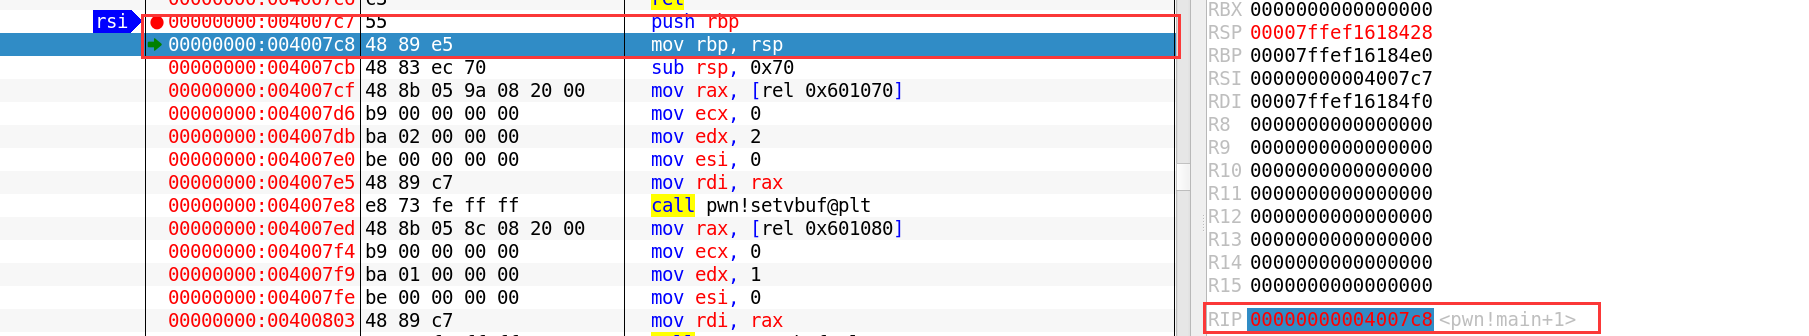 00000000:004007c6 c3 ret RBX 0000000000000000
rsi 00000000:004007c7 55 push rbp RSP 00007ffef1618428
00000000:004007c8 48 89 e5 mov rbp, rsp RBP 00007ffef16184e0
00000000:004007cb 48 83 ec 70 sub rsp, 0x70 RSI 00000000004007c7
00000000:004007cf 48 8b 05 9a 08 20 00 mov rax, [rel 0x601070] RDI 00007ffef16184f0
00000000:004007d6 b9 00 00 00 00 mov ecx, 0 R8 0000000000000000
00000000:004007db ba 02 00 00 00 mov edx, 2 R9 0000000000000000
00000000:004007e0 be 00 00 00 00 mov esi, 0 R10 0000000000000000
00000000:004007e5 48 89 c7 mov rdi, rax R11 0000000000000000
00000000:004007e8 e8 73 fe ff ff call pwn!setvbuf@plt R12 0000000000000000
00000000:004007ed 48 8b 05 8c 08 20 00 mov rax, [rel 0x601080] R13 0000000000000000
00000000:004007f4 b9 00 00 00 00 mov ecx, 0 R14 0000000000000000
00000000:004007f9 ba 01 00 00 00 mov edx, 1 R15 0000000000000000
00000000:004007fe be 00 00 00 00 mov esi, 0
00000000:00400803 48 89 c7 mov rdi, rax RIP 00000000004007c8 <pwn!main+1>